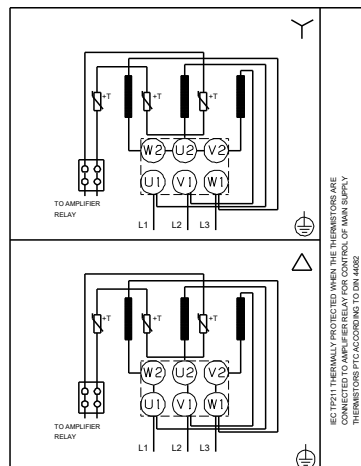 +T +T +T
W2 U2 V2
U1 V1 W1
TO AMPLIFIER
RELAY
L1 L2 L3
+T +T +T
W2 U2 V2
U1 V1 W1
TO AMPLIFIER
RELAY
L1 L2 L3
IEC TP211 THERMALLY PROTECTED WHEN THE THERMISTORS ARE
CONNECTED TO AMPLIFIER RELAY FOR CONTROL OF MAIN SUPPLY
THERMISTORS PTC ACCORDING TO DIN 44082